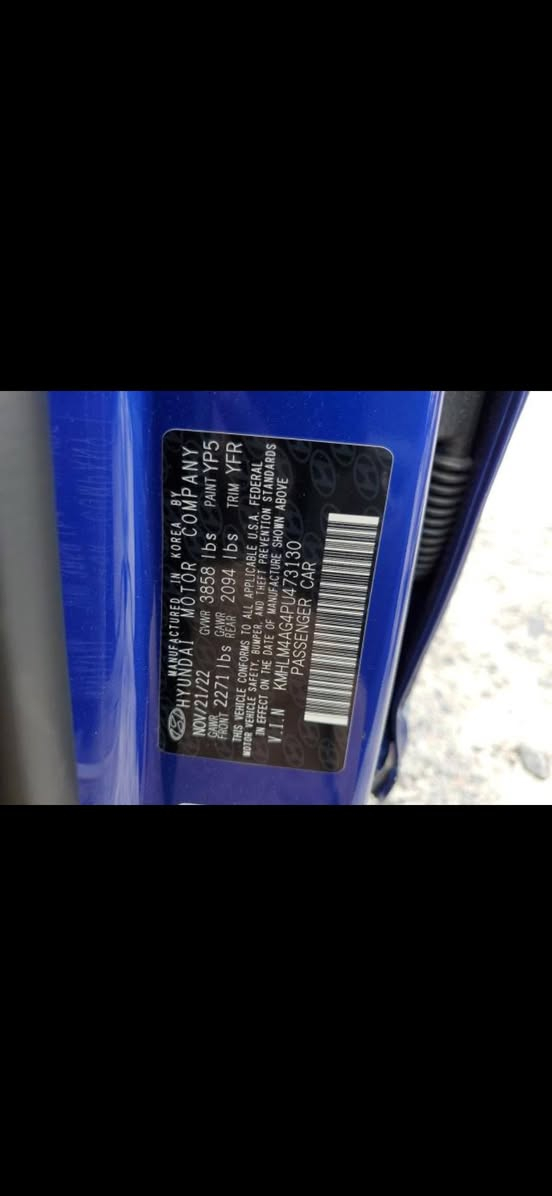 MANUFACTURED IN KOREA BY
HYUNDAI MOTOR COMPANY
NOV/21/22 GVWR 3858 lbs PAINT YP5
GAWR FRONT 2271 lbs GAWR REAR 2094 lbs TRIM YFR
THIS VEHICLE CONFORMS TO ALL APPLICABLE U.S.A. FEDERAL
MOTOR VEHICLE SAFETY, BUMPER, AND THEFT PREVENTION STANDARDS
IN EFFECT ON THE DATE OF MANUFACTURE SHOWN ABOVE
V.I.N KMHLM4AG4PU473130
PASSENGER CAR